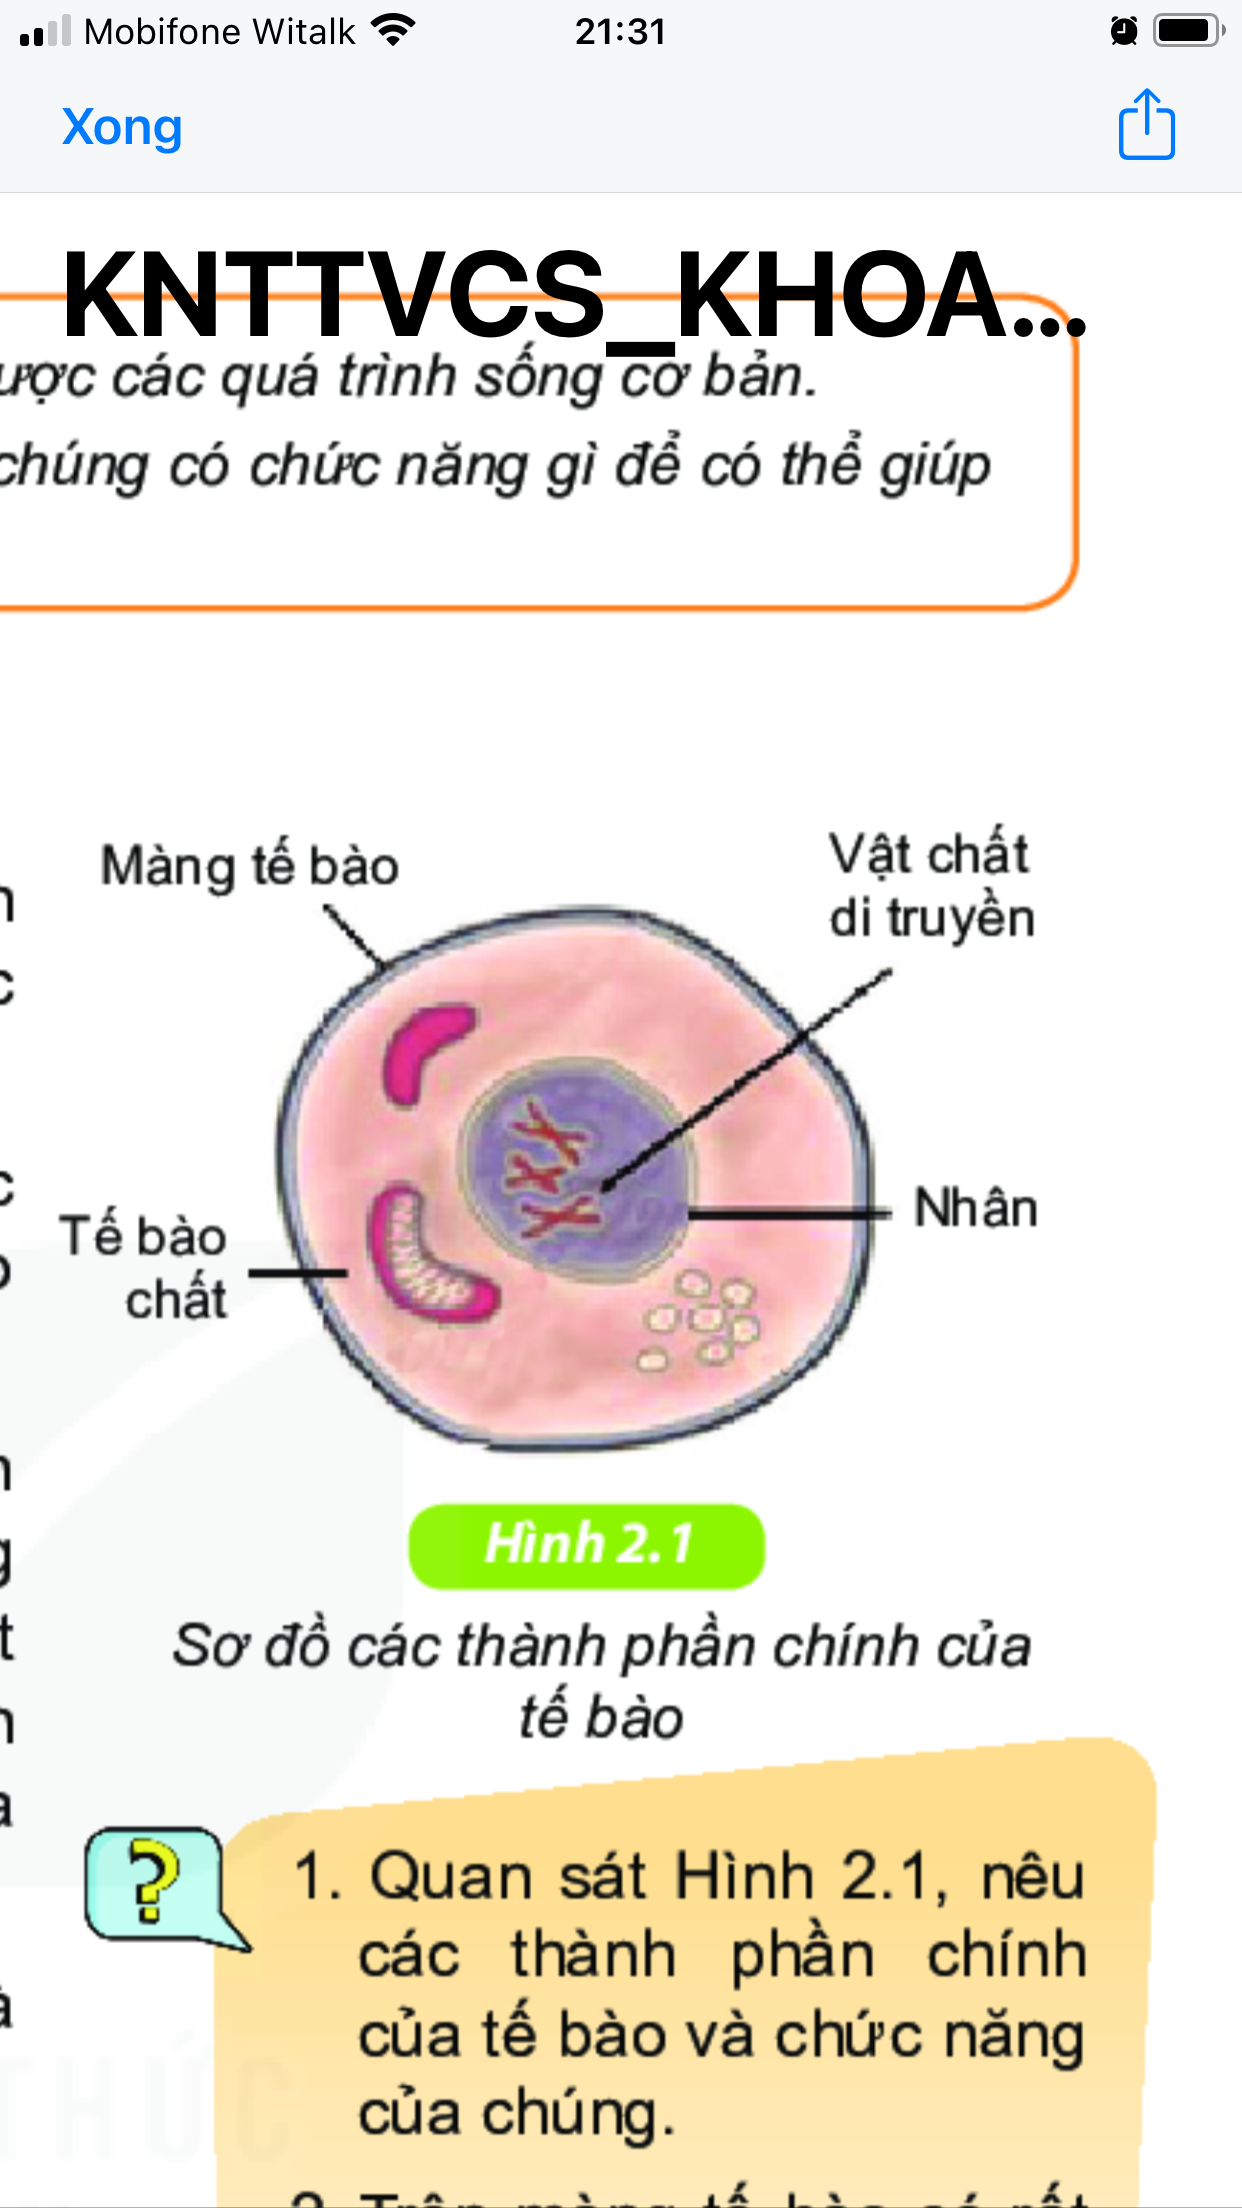 Mobifone Witalk
21:31
Xong
KNTTVCS_KHOA...
ược các quá trình sống cơ bản.
chúng có chức năng gì để có thể giúp
Màng tế bào
Vật chất
di truyền
Tế bào
chất
Nhân
Hình 2.1
Sơ đồ các thành phần chính của
tế bào
?
1. Quan sát Hình 2.1, nêu
các thành phần chính
của tế bào và chức năng
của chúng.
THỨC